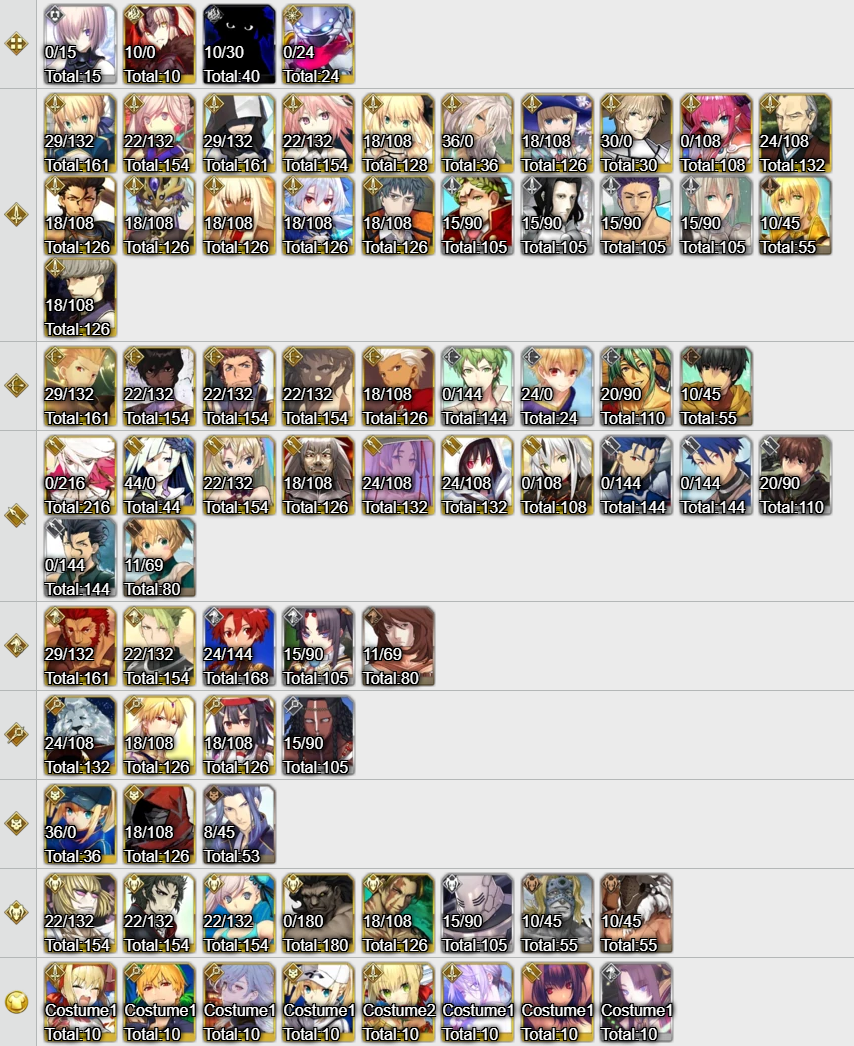 0/15 10/0 10/30 0/24
Total:15 Total:10 Total:40 Total:24
29/132 22/132 29/132 22/132 18/108 36/0 18/108 30/0 0/108 24/108
Total:161 Total:154 Total:161 Total:154 Total:128 Total:36 Total:126 Total:30 Total:108 Total:132
18/108 18/108 18/108 18/108 18/108 15/90 15/90 15/90 15/90 10/45
Total:126 Total:126 Total:126 Total:126 Total:126 Total:105 Total:105 Total:105 Total:105 Total:55
18/108
Total:126
29/132 22/132 22/132 22/132 18/108 0/144 24/0 20/90 10/45
Total:161 Total:154 Total:154 Total:154 Total:126 Total:144 Total:24 Total:110 Total:55
0/216 44/0 22/132 18/108 24/108 24/108 0/108 0/144 0/144 20/90
Total:216 Total:44 Total:154 Total:126 Total:132 Total:132 Total:108 Total:144 Total:144 Total:110
0/144 11/69
Total:144 Total:80
29/132 22/132 24/144 15/90 11/69
Total:161 Total:154 Total:168 Total:105 Total:80
24/108 18/108 18/108 15/90
Total:132 Total:126 Total:126 Total:105
36/0 18/108 8/45
Total:36 Total:126 Total:53
22/132 22/132 22/132 0/180 18/108 15/90 10/45 10/45
Total:154 Total:154 Total:154 Total:180 Total:126 Total:105 Total:55 Total:55
Costume1 Costume1 Costume1 Costume1 Costume2 Costume1 Costume1 Costume1
Total:10 Total:10 Total:10 Total:10 Total:10 Total:10 Total:10 Total:10